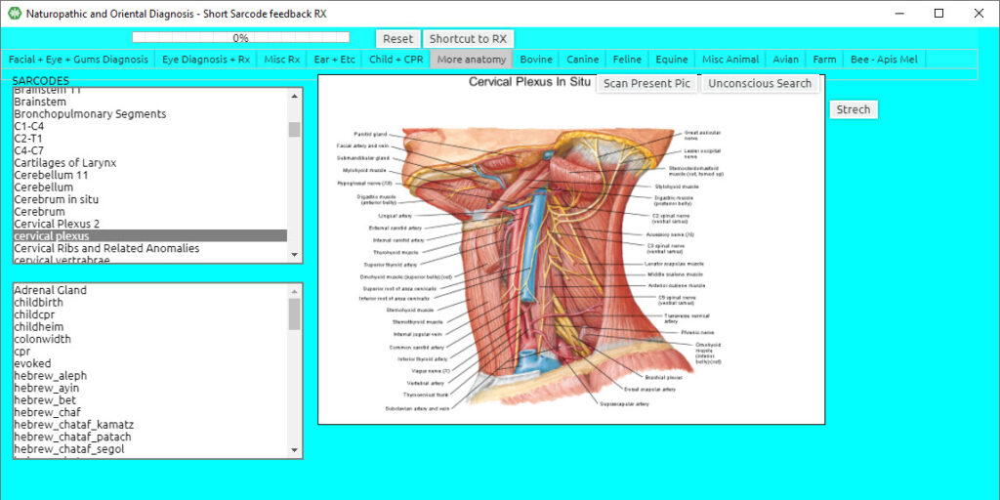 Naturopathic and Oriental Diagnosis - Short Sarcode feedback RX
0%
Reset
Shortcut to RX
Facial + Eye + Gums Diagnosis
Eye Diagnosis + Rx
Misc Rx
Ear + Etc
Child + CPR
More anatomy
Bovine
Canine
Feline
Equine
Misc Animal
Avian
Farm
Bee - Apis Mel
SARCODES
Brainstem 11
Brainstem
Bronchopulmonary Segments
C1-C4
C2-T1
C4-C7
Cartilages of Larynx
Cerebellum 11
Cerebellum
Cerebrum in situ
Cerebrum
Cervical Plexus 2
cervical plexus
Cervical Ribs and Related Anomalies
cervical vertrabrae
Adrenal Gland
childbirth
childcpr
childheim
colonwidth
cpr
evoked
hebrew_aleph
hebrew_ayin
hebrew_bet
hebrew_chaf
hebrew_chataf_kamatz
hebrew_chataf_patach
hebrew_chataf_segol
Cervical Plexus In Situ
Scan Present Pic
Unconscious Search
Strech
Parotid gland
Facial artery and vein
Submandibular gland
Mylohyoid muscle
Hypoglossal nerve (XII)
Digastric muscle
(anterior belly)
Lingual artery
External carotid artery
Internal carotid artery
Thyrohyoid muscle
Superior thyroid artery
Omohyoid muscle (superior belly) (cut)
Superior root of ansa cervicalis
Inferior root of ansa cervicalis
Sternohyoid muscle
Sternothyroid muscle
Internal jugular vein
Common carotid artery
Inferior thyroid artery
Vagus nerve (X)
Vertebral artery
Thyrocervical trunk
Subclavian artery and vein
Great auricular
nerve
Lesser occipital
nerve
Sternocleidomastoid
muscle (cut, turned up)
Stylohyoid muscle
Digastric muscle
(posterior belly)
C2 spinal nerve
(ventral ramus)
Accessory nerve (XI)
C3 spinal nerve
(ventral ramus)
Levator scapulae muscle
Middle scalene muscle
Anterior scalene muscle
C5 spinal nerve
(ventral ramus)
Transverse cervical
artery
Phrenic nerve
Omohyoid
muscle
(inferior
belly) (cut)
Brachial plexus
Dorsal scapular artery
Suprascapular artery